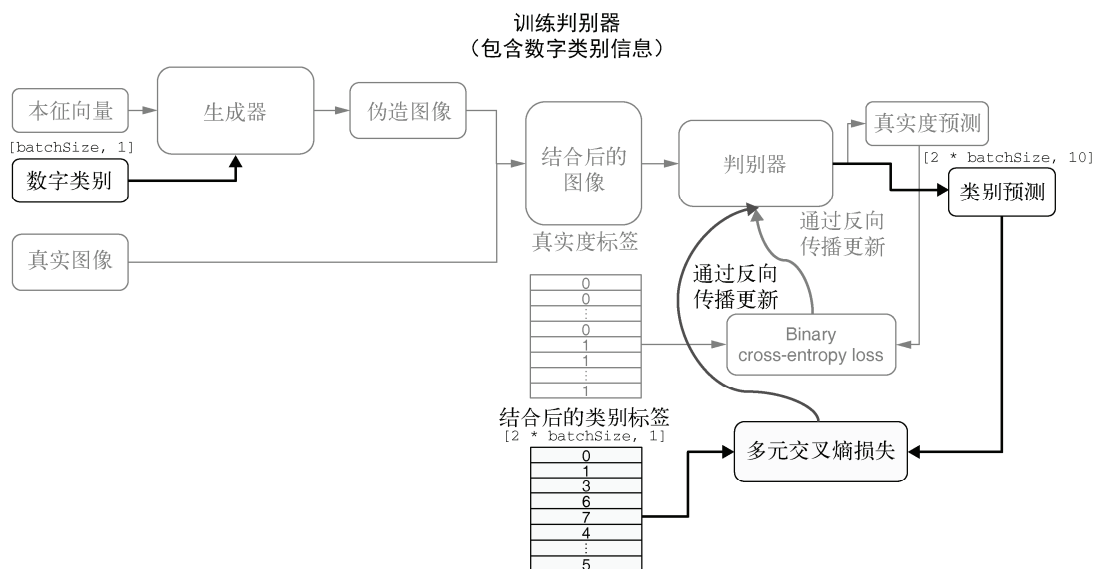 训练判别器
（包含数字类别信息）
本征向量
生成器
伪造图像
[batchSize, 1]
数字类别
真实图像
结合后的
图像
判别器
真实度预测
[2 * batchSize, 10]
类别预测
真实度标签
0
0
⋮
0
1
1
⋮
1
通过反向
传播更新
通过反向
传播更新
Binary
cross-entropy loss
结合后的类别标签
[2 * batchSize, 1]
0
1
3
6
7
4
⋮
5
多元交叉熵损失